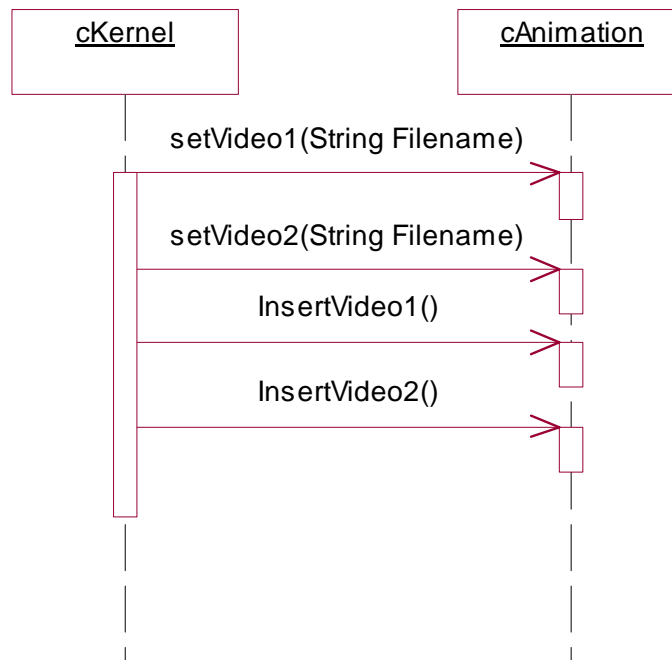 cKernel
cAnimation
setVideo1(String Filename)
setVideo2(String Filename)
InsertVideo1()
InsertVideo2()